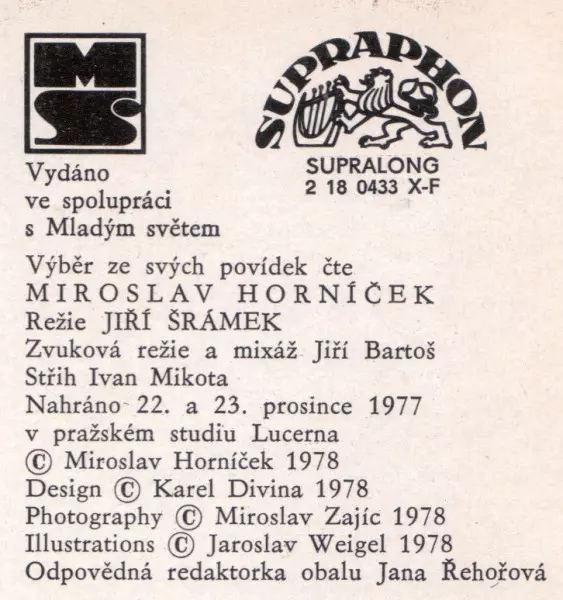 MS
SUPRAPHON
SUPRALONG
2 18 0433 X-F
Vydáno
ve spolupráci
s Mladým světem
Výběr ze svých povídek čte
MIROSLAV HORNÍČEK
Režie JIŘÍ ŠRÁMEK
Zvuková režie a mixáž Jiří Bartoš
Střih Ivan Mikota
Nahráno 22. a 23. prosince 1977
v pražském studiu Lucerna
© Miroslav Horníček 1978
Design © Karel Divina 1978
Photography © Miroslav Zajíc 1978
Illustrations © Jaroslav Weigel 1978
Odpovědná redaktorka obalu Jana Řehořová